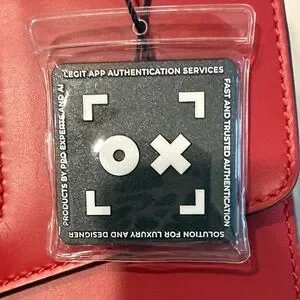 LEGIT APP AUTHENTICATION SERVICES
FAST AND TRUSTED AUTHENTICATION
SOLUTION FOR LUXURY AND DESIGNER
PRODUCTS BY PRO EXPERTS AND AI
OX